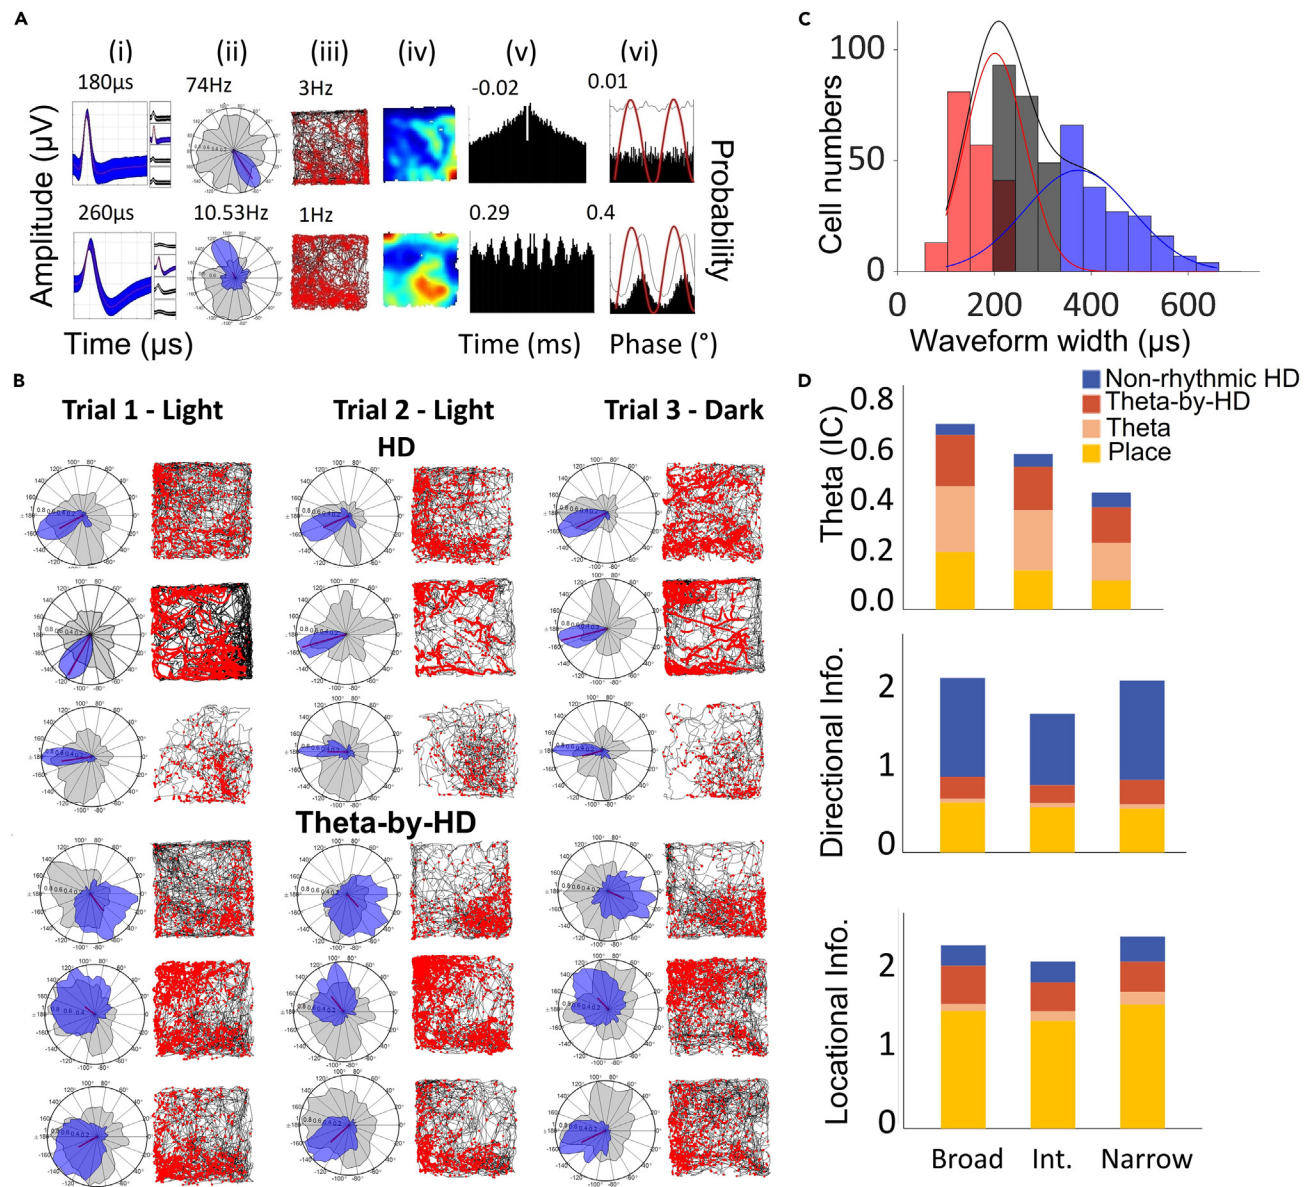 A
(i) (ii) (iii) (iv) (v) (vi)
180µs 74Hz 3Hz -0.02 0.01
260µs 10.53Hz 1Hz 0.29 0.4
Amplitude (µV)
Probability
Time (µs) Time (ms) Phase (°)
C
100
50
0
0 200 400 600
Cell numbers
Waveform width (µs)
B
Trial 1 - Light Trial 2 - Light Trial 3 - Dark
HD
Theta-by-HD
D
Non-rhythmic HD
Theta-by-HD
Theta
Place
Theta (IC)
0.8
0.6
0.4
0.2
0.0
Directional Info.
2
1
0
Locational Info.
2
1
0
Broad Int. Narrow